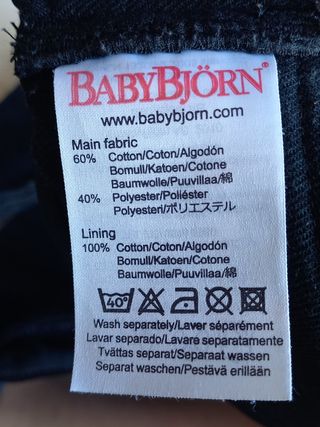 BABYBJÖRN®
www.babybjorn.com
Main fabric
60% Cotton/Coton/Algodón
Bomull/Katoen/Cotone
Baumwolle/Puuvillaa/綿
40% Polyester/Poliéster
Polyesteri/ポリエステル
Lining
100% Cotton/Coton/Algodón
Bomull/Katoen/Cotone
Baumwolle/Puuvillaa/綿
40°
Wash separately/Laver séparément
Lavar separado/Lavare separatamente
Tvättas separat/Separaat wassen
Separat waschen/Pestävä erillään